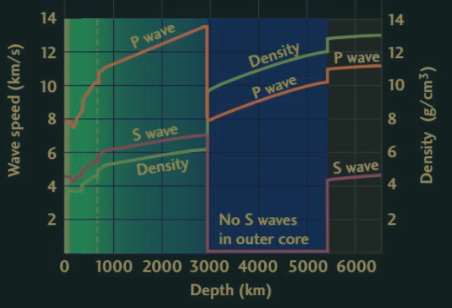 14
12
10
8
6
4
2
Wave speed (km/s)
P wave
S wave
Density
Density
P wave
P wave
S wave
No S waves
in outer core
14
12
10
8
6
4
2
Density (g/cm³)
0 1000 2000 3000 4000 5000 6000
Depth (km)